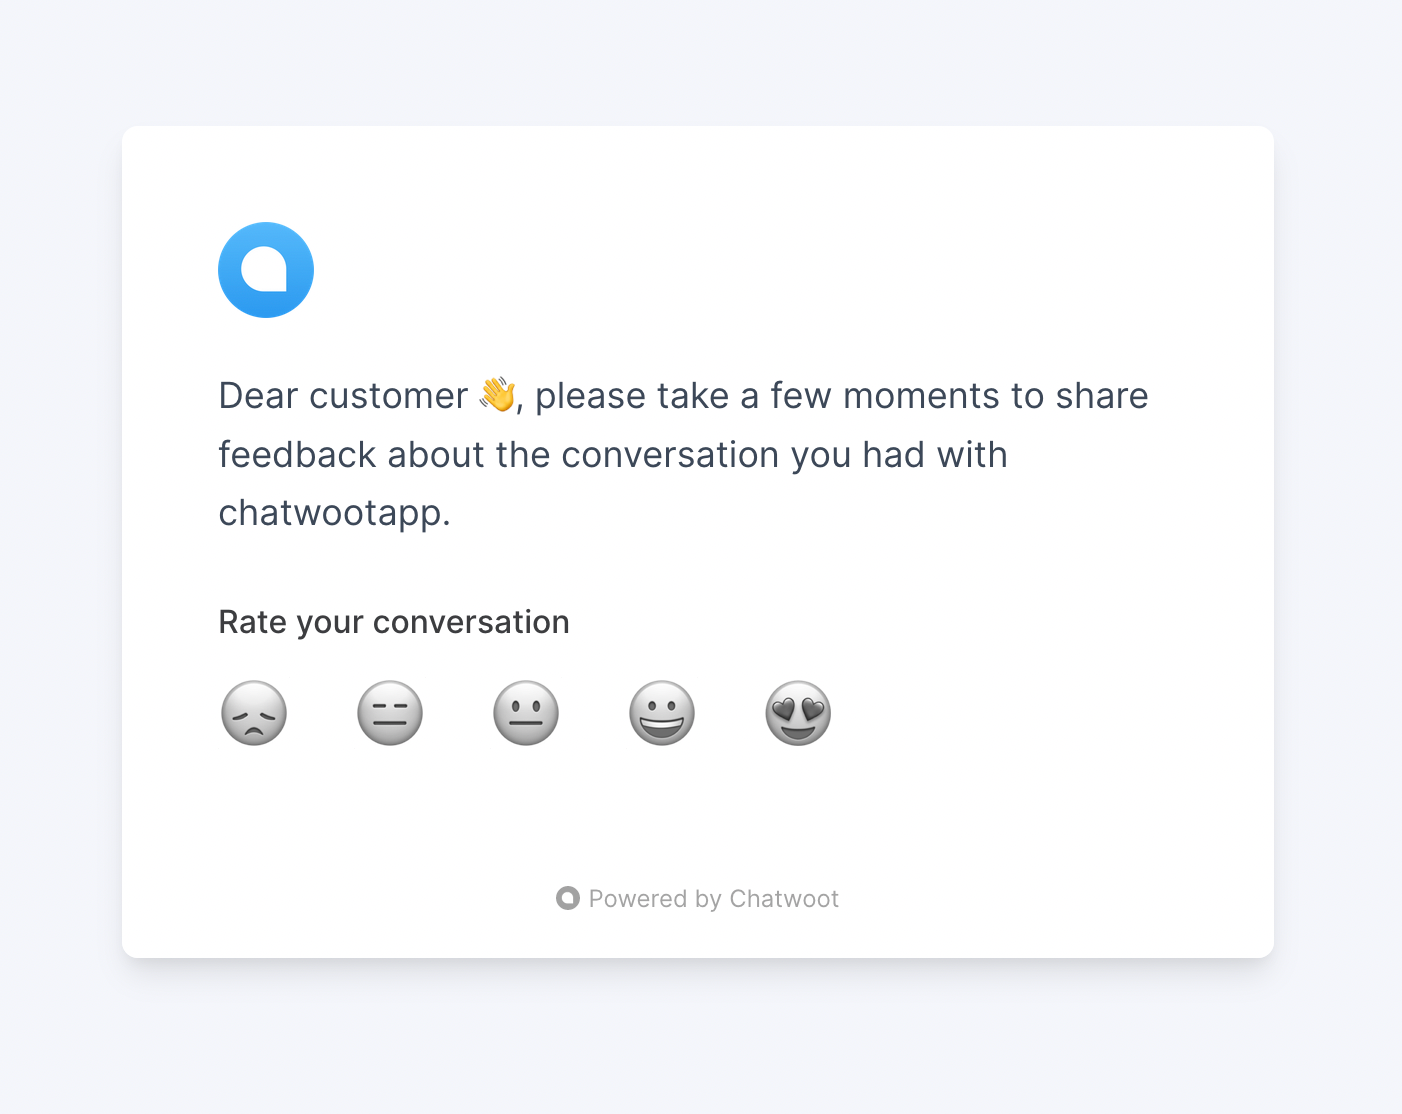 Dear customer 👋, please take a few moments to share
feedback about the conversation you had with
chatwootapp.
Rate your conversation
Powered by Chatwoot